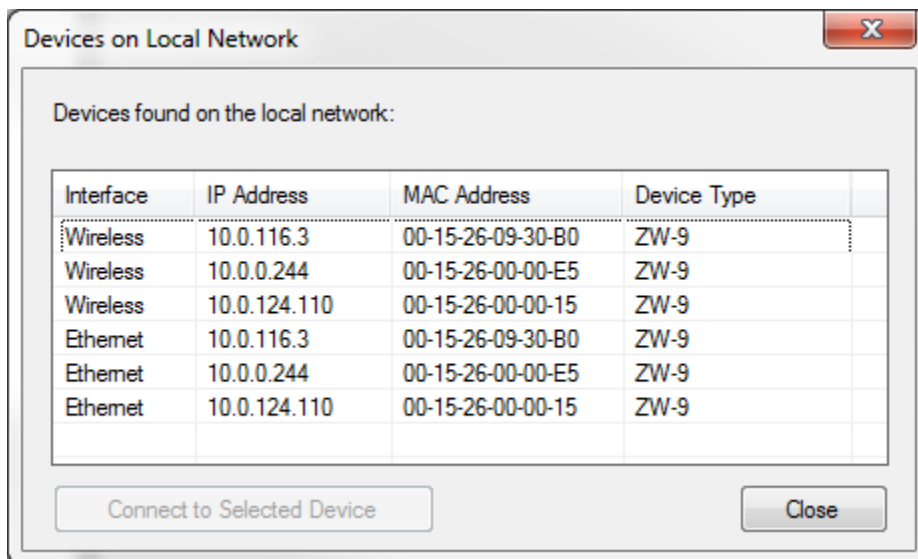 Devices on Local Network
Devices found on the local network:
Interface IP Address MAC Address Device Type
Wireless 10.0.116.3 00-15-26-09-30-B0 ZW-9
Wireless 10.0.0.244 00-15-26-00-00-E5 ZW-9
Wireless 10.0.124.110 00-15-26-00-00-15 ZW-9
Ethernet 10.0.116.3 00-15-26-09-30-B0 ZW-9
Ethernet 10.0.0.244 00-15-26-00-00-E5 ZW-9
Ethernet 10.0.124.110 00-15-26-00-00-15 ZW-9
Connect to Selected Device Close